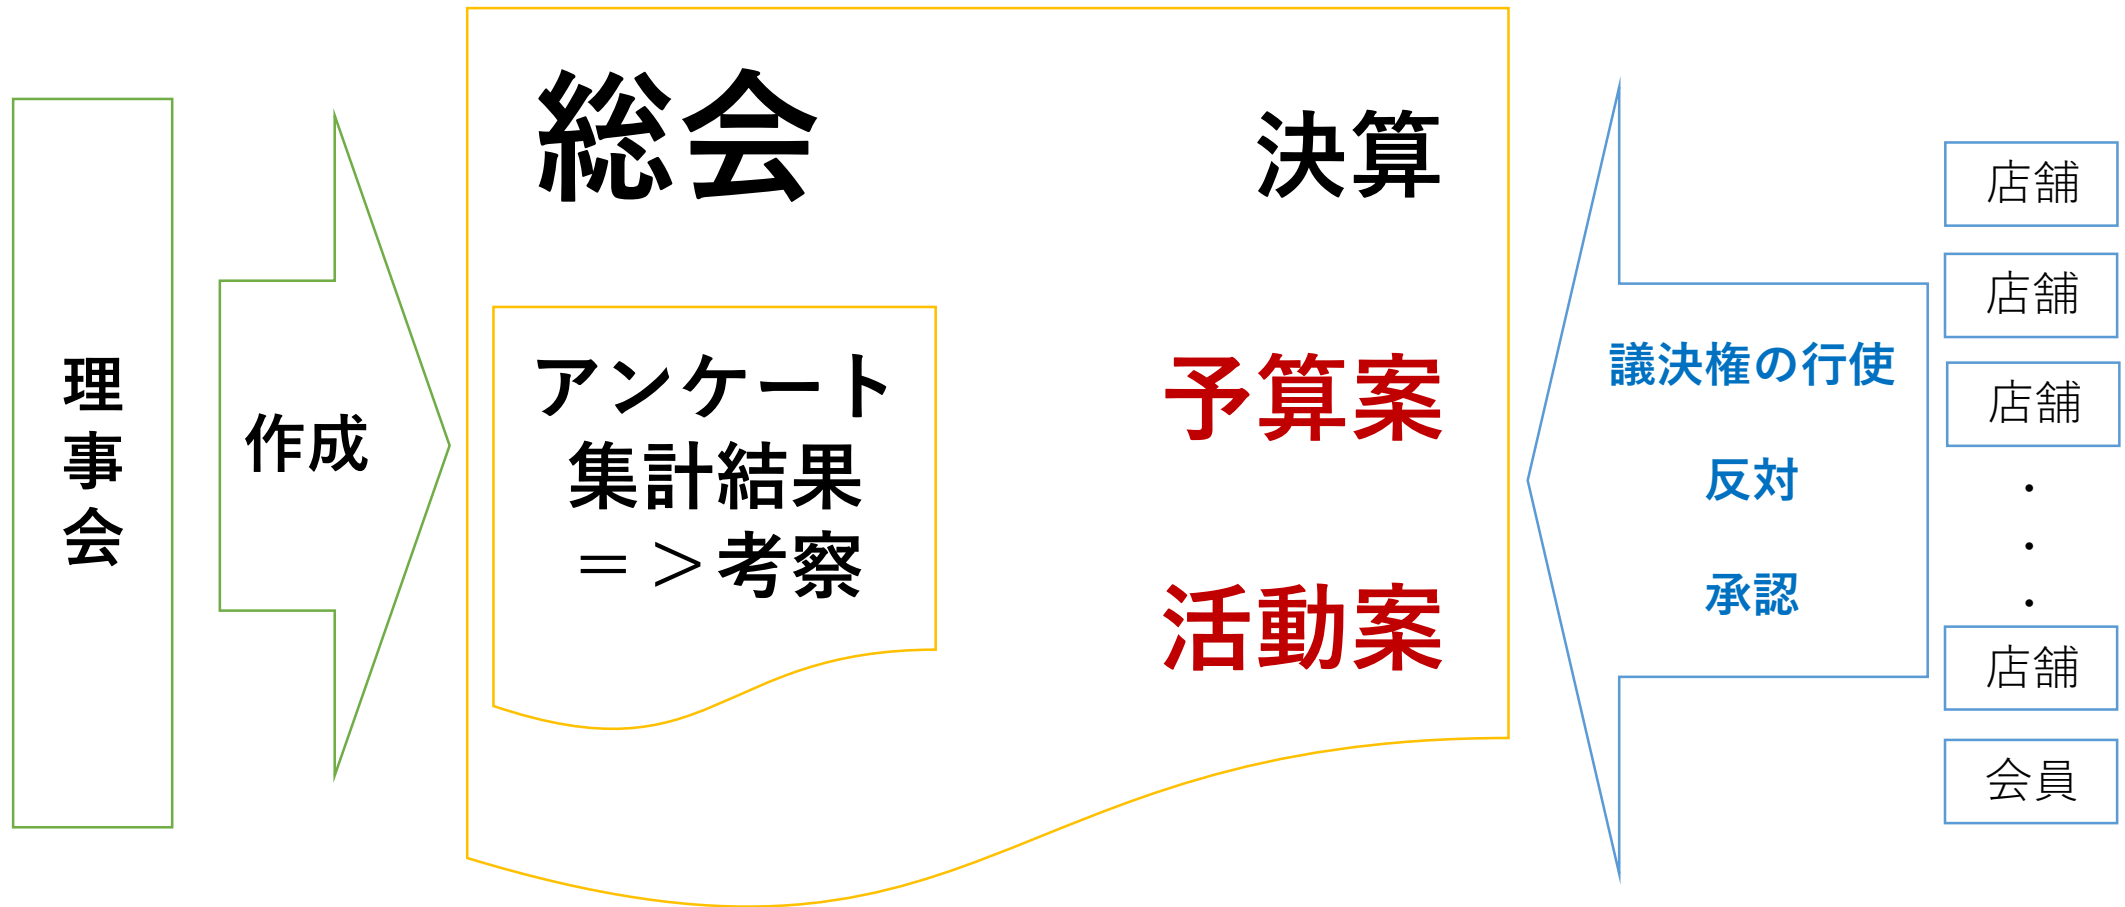 理事会
作成
総会
決算
アンケート
集計結果
＝＞考察
予算案
活動案
議決権の行使
反対
承認
店舗
店舗
店舗
・
・
・
店舗
会員